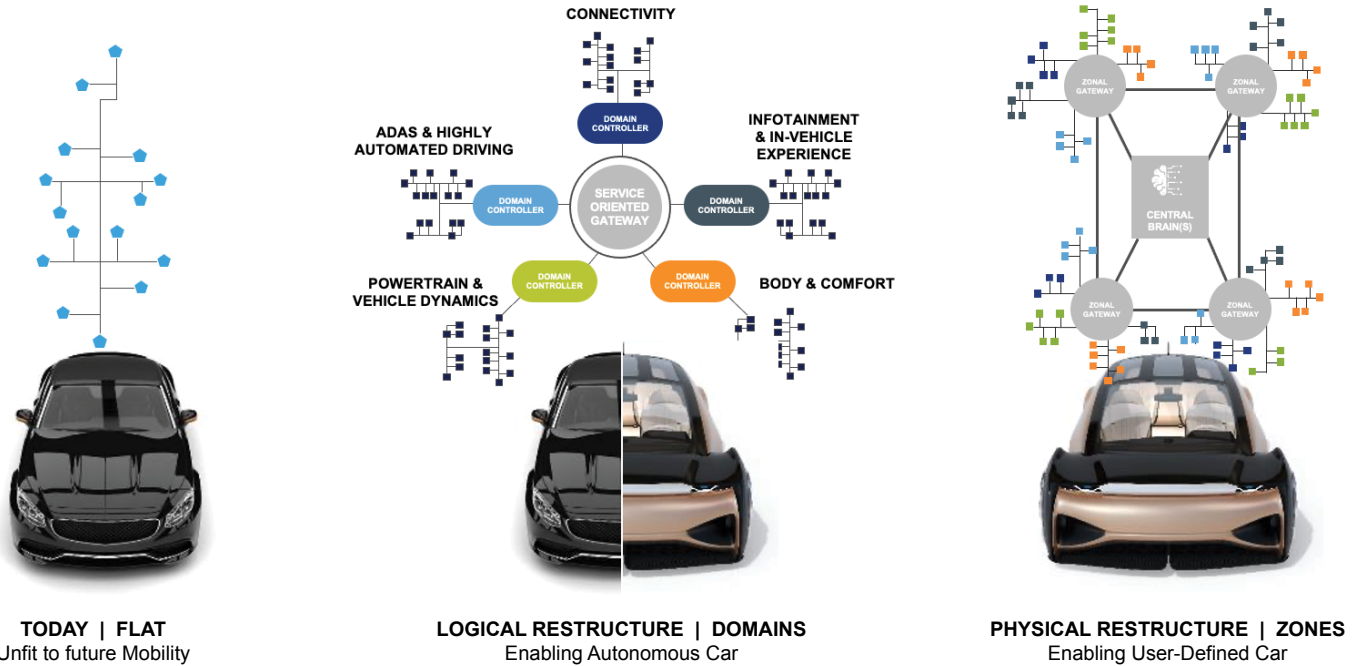 CONNECTIVITY
DOMAIN
CONTROLLER
ADAS & HIGHLY
AUTOMATED DRIVING
DOMAIN
CONTROLLER
INFOTAINMENT
& IN-VEHICLE
EXPERIENCE
DOMAIN
CONTROLLER
SERVICE
ORIENTED
GATEWAY
POWERTRAIN &
VEHICLE DYNAMICS
DOMAIN
CONTROLLER
DOMAIN
CONTROLLER
BODY & COMFORT
ZONAL
GATEWAY
ZONAL
GATEWAY
CENTRAL
BRAIN(S)
ZONAL
GATEWAY
ZONAL
GATEWAY
TODAY | FLAT
Unfit to future Mobility
LOGICAL RESTRUCTURE | DOMAINS
Enabling Autonomous Car
PHYSICAL RESTRUCTURE | ZONES
Enabling User-Defined Car